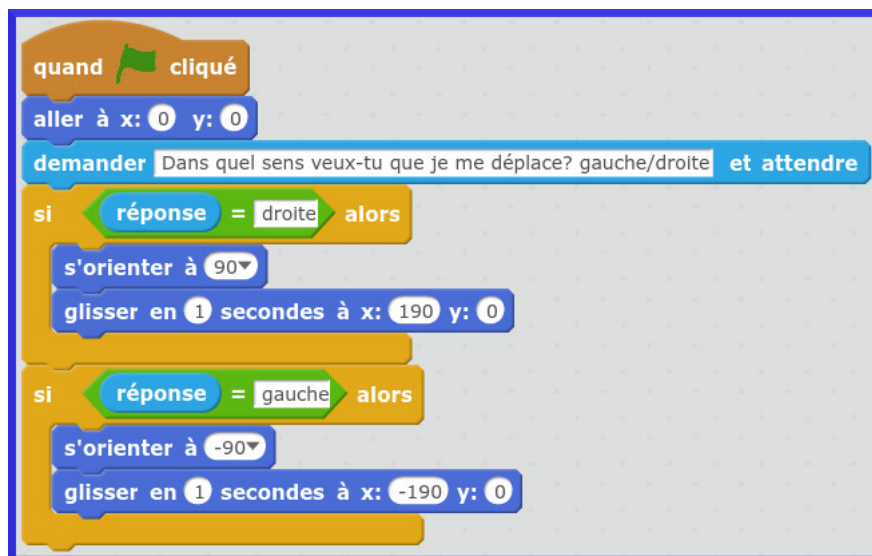 quand cliqué
aller à x: 0 y: 0
demander Dans quel sens veux-tu que je me déplace? gauche/droite et attendre
si réponse = droite alors
s'orienter à 90
glisser en 1 secondes à x: 190 y: 0
si réponse = gauche alors
s'orienter à -90
glisser en 1 secondes à x: -190 y: 0